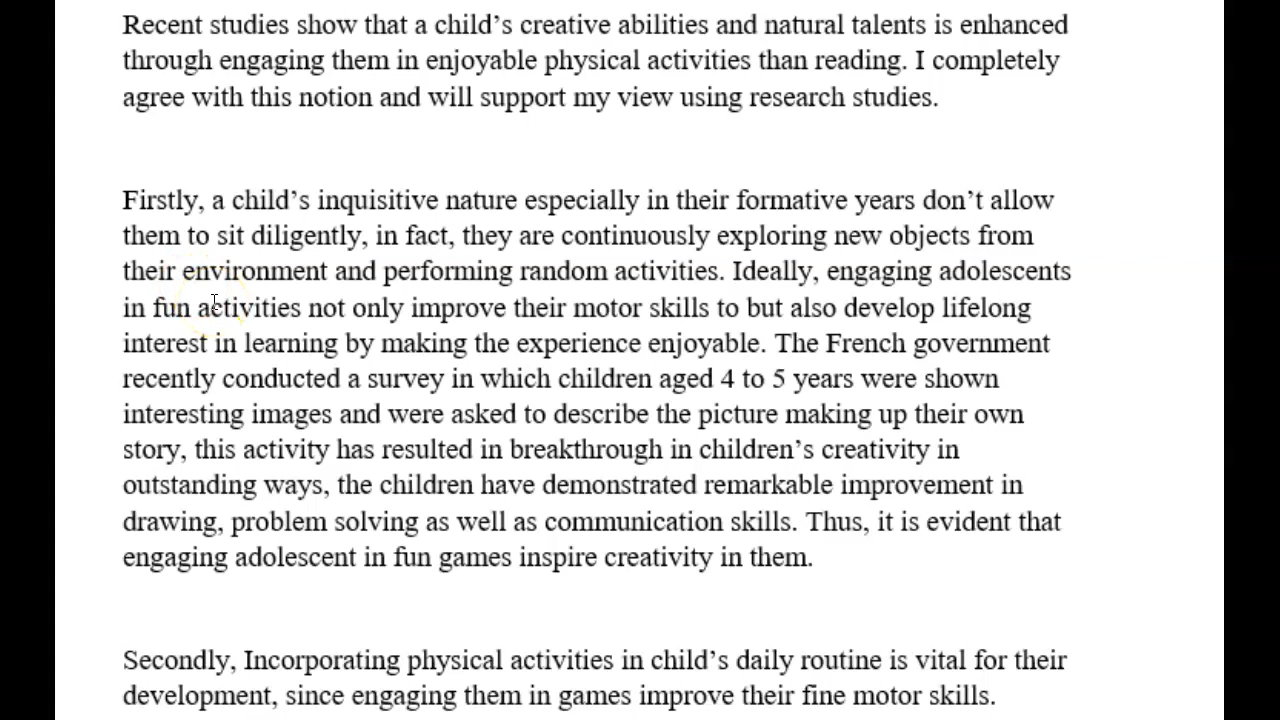 Recent studies show that a child’s creative abilities and natural talents is enhanced
through engaging them in enjoyable physical activities than reading. I completely
agree with this notion and will support my view using research studies.
Firstly, a child’s inquisitive nature especially in their formative years don’t allow
them to sit diligently, in fact, they are continuously exploring new objects from
their environment and performing random activities. Ideally, engaging adolescents
in fun activities not only improve their motor skills to but also develop lifelong
interest in learning by making the experience enjoyable. The French government
recently conducted a survey in which children aged 4 to 5 years were shown
interesting images and were asked to describe the picture making up their own
story, this activity has resulted in breakthrough in children’s creativity in
outstanding ways, the children have demonstrated remarkable improvement in
drawing, problem solving as well as communication skills. Thus, it is evident that
engaging adolescent in fun games inspire creativity in them.
Secondly, Incorporating physical activities in child’s daily routine is vital for their
development, since engaging them in games improve their fine motor skills.